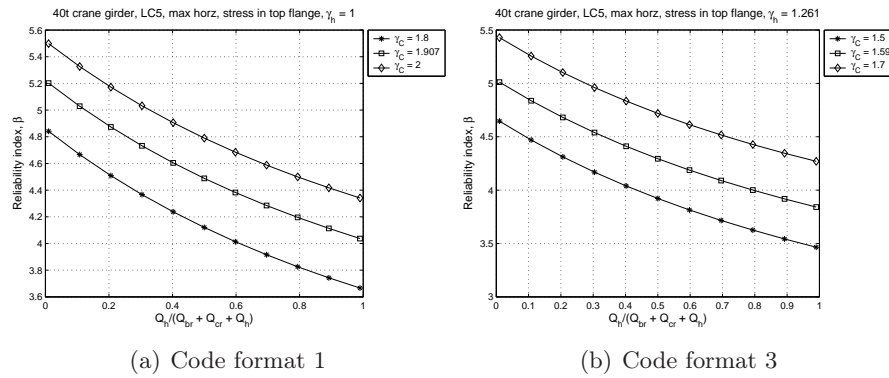 40t crane girder, LC5, max horz, stress in top flange, γh = 1
γC = 1.8
γC = 1.907
γC = 2
Reliability index, β
5.6
5.4
5.2
5
4.8
4.6
4.4
4.2
4
3.8
3.6
0 0.2 0.4 0.6 0.8 1
Qh/(Qbr + Qcr + Qh)
(a) Code format 1
40t crane girder, LC5, max horz, stress in top flange, γh = 1.261
γC = 1.5
γC = 1.59
γC = 1.7
Reliability index, β
5.5
5
4.5
4
3.5
3
0 0.1 0.2 0.3 0.4 0.5 0.6 0.7 0.8 0.9 1
Qh/(Qbr + Qcr + Qh)
(b) Code format 3